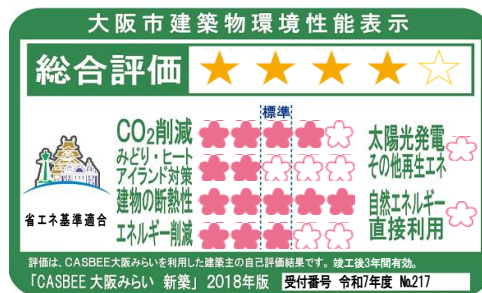 大阪市建築物環境性能表示
総合評価
標準
CO₂削減
みどり・ヒート
アイランド対策
建物の断熱性
エネルギー削減
太陽光発電
その他再生エネ
自然エネルギー
直接利用
省エネ基準適合
評価は、CASBEE大阪みらいを利用した建築主の自己評価結果です。竣工後3年間有効。
「CASBEE大阪みらい 新築」2018年版 受付番号 令和7年度 No.217